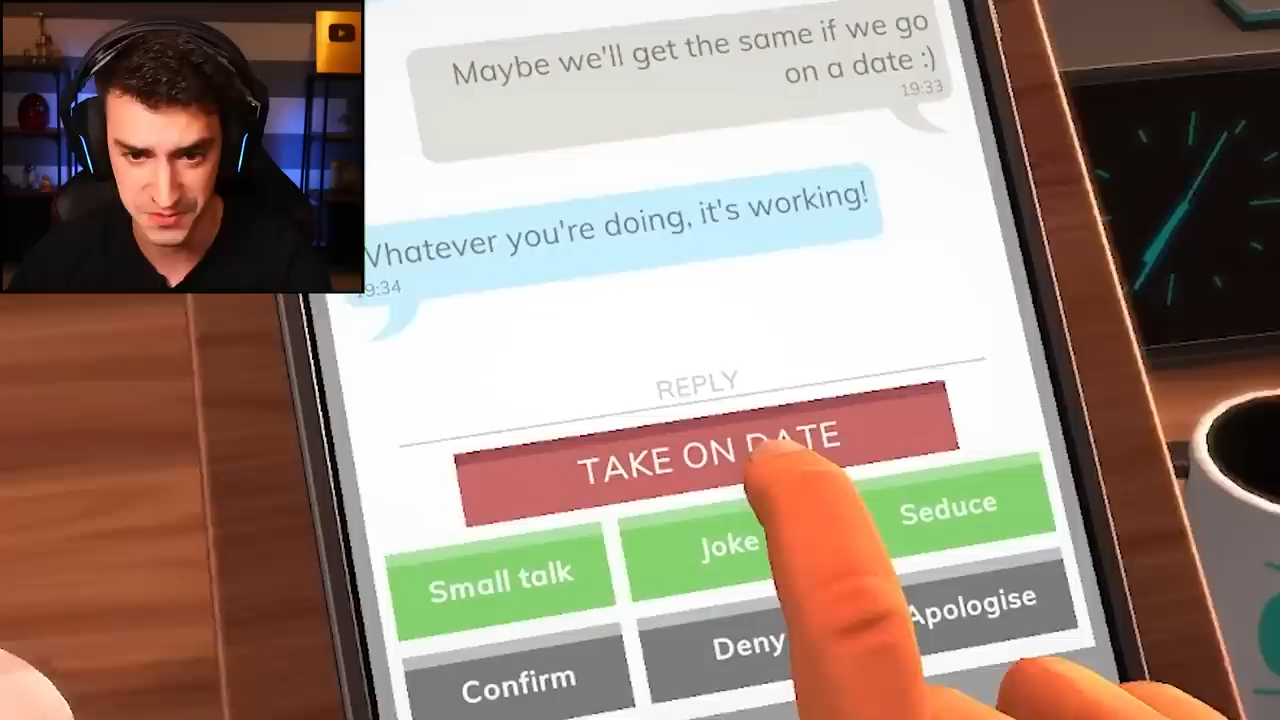 Maybe we'll get the same if we go
on a date :)
19:33
Whatever you're doing, it's working!
19:34
REPLY
TAKE ON DATE
Small talk
Joke
Seduce
Confirm
Deny
Apologise